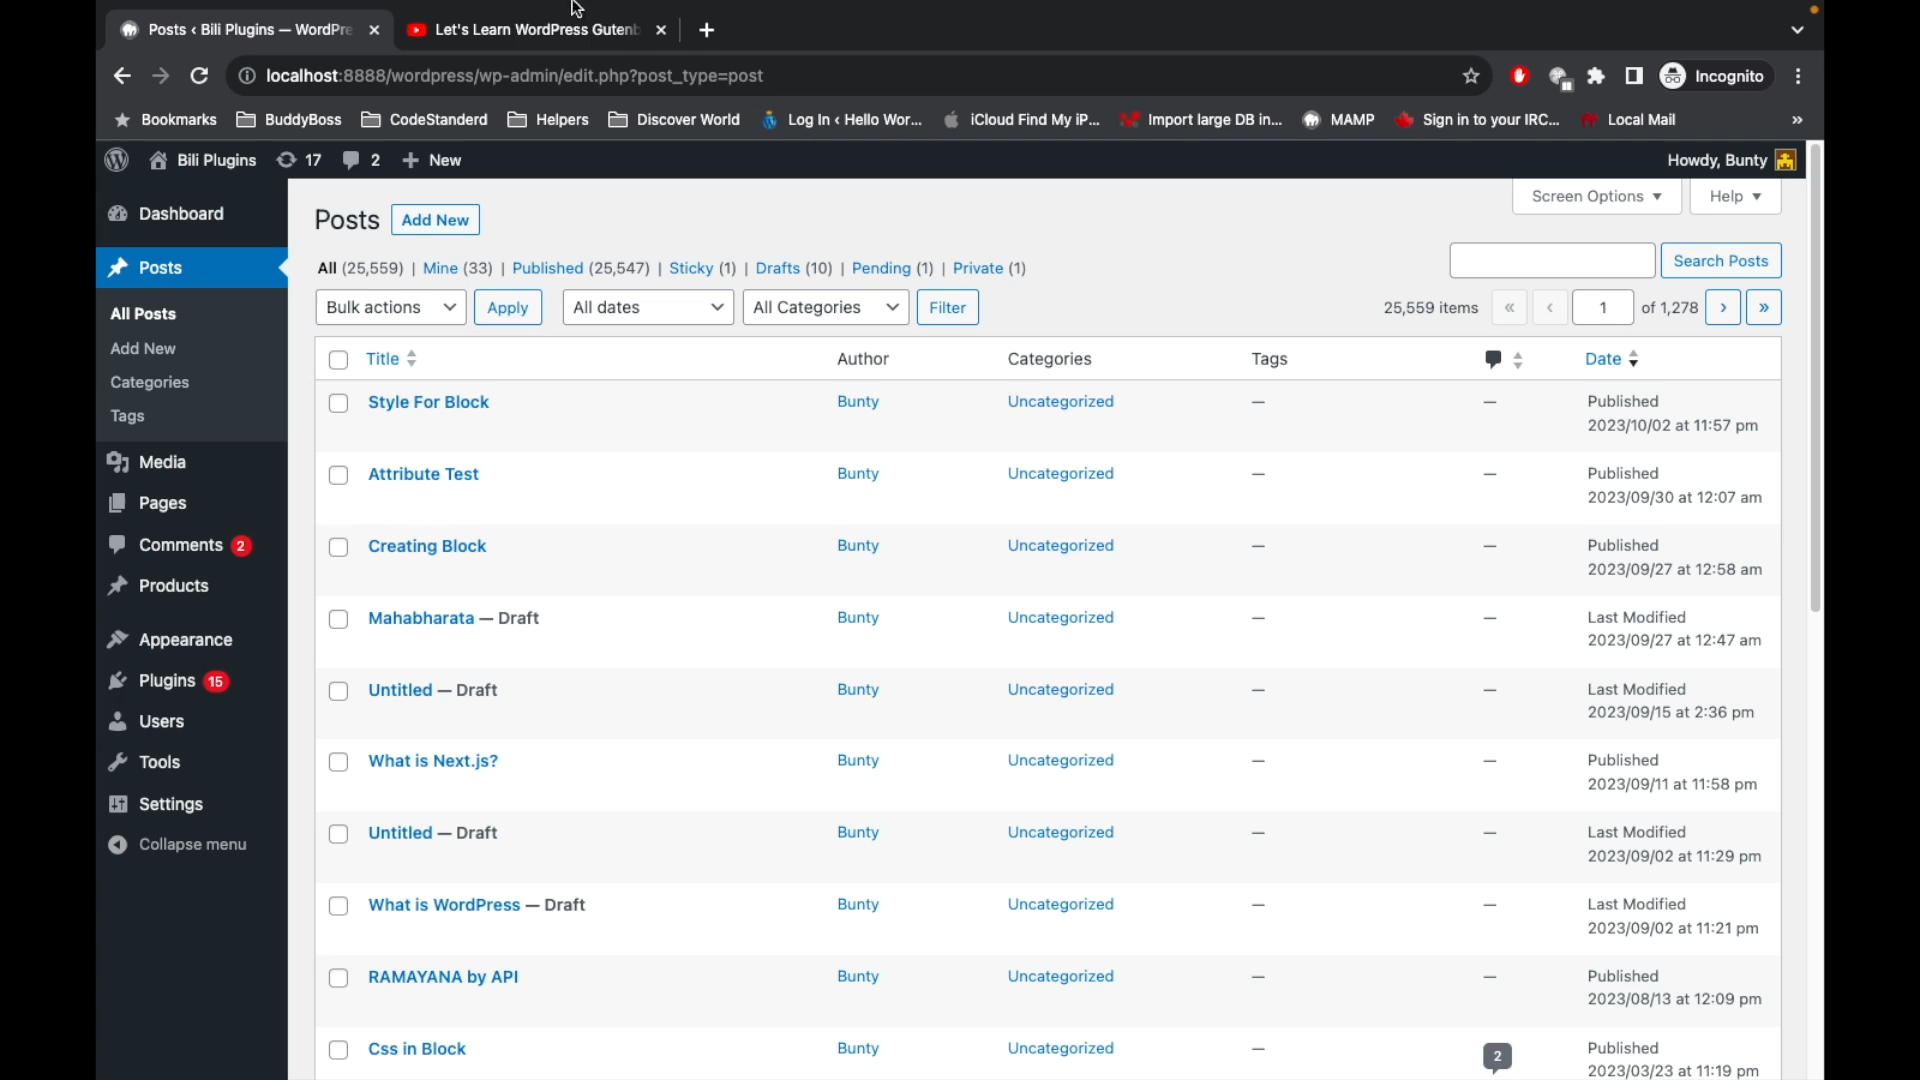 Posts ‹ Bili Plugins — WordPre
Let's Learn WordPress Gutenb
localhost:8888/wordpress/wp-admin/edit.php?post_type=post
Incognito
Bookmarks
BuddyBoss
CodeStanderd
Helpers
Discover World
Log In ‹ Hello Wor...
iCloud Find My iP...
Import large DB in...
MAMP
Sign in to your IRC...
Local Mail
»
Bili Plugins
17
2
New
Howdy, Bunty
Dashboard
Posts
All Posts
Add New
Categories
Tags
Media
Pages
Comments 2
Products
Appearance
Plugins 15
Users
Tools
Settings
Collapse menu
Screen Options
Help
Posts Add New
All (25,559) | Mine (33) | Published (25,547) | Sticky (1) | Drafts (10) | Pending (1) | Private (1)
Search Posts
Bulk actions Apply All dates All Categories Filter
25,559 items « ‹ 1 of 1,278 › »
Title Author Categories Tags Date
Style For Block Bunty Uncategorized — — Published
2023/10/02 at 11:57 pm
Attribute Test Bunty Uncategorized — — Published
2023/09/30 at 12:07 am
Creating Block Bunty Uncategorized — — Published
2023/09/27 at 12:58 am
Mahabharata — Draft Bunty Uncategorized — — Last Modified
2023/09/27 at 12:47 am
Untitled — Draft Bunty Uncategorized — — Last Modified
2023/09/15 at 2:36 pm
What is Next.js? Bunty Uncategorized — — Published
2023/09/11 at 11:58 pm
Untitled — Draft Bunty Uncategorized — — Last Modified
2023/09/02 at 11:29 pm
What is WordPress — Draft Bunty Uncategorized — — Last Modified
2023/09/02 at 11:21 pm
RAMAYANA by API Bunty Uncategorized — — Published
2023/08/13 at 12:09 pm
Css in Block Bunty Uncategorized — 2 Published
2023/03/23 at 11:19 pm